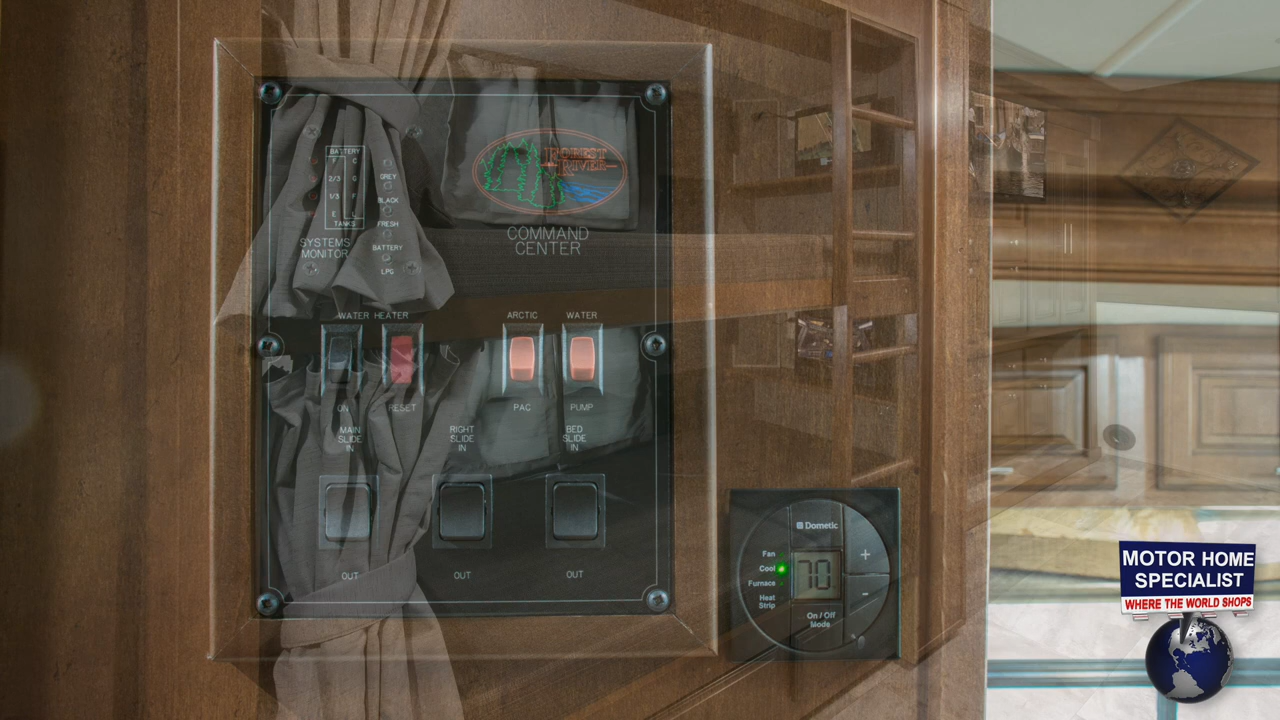 BATTERY
F C
2/3 G
1/3 F
E L
TANKS
GREY
BLACK
FRESH
BATTERY
LPG
SYSTEMS
MONITOR
FOREST
RIVER
COMMAND
CENTER
WATER HEATER
ARCTIC
WATER
ON
RESET
PAC
PUMP
MAIN
SLIDE
IN
RIGHT
SLIDE
IN
BED
SLIDE
IN
OUT
OUT
OUT
Dometic
Fan
Cool
Furnace
Heat
Strip
70
+
-
On / Off
Mode
MOTOR HOME
SPECIALIST
WHERE THE WORLD SHOPS